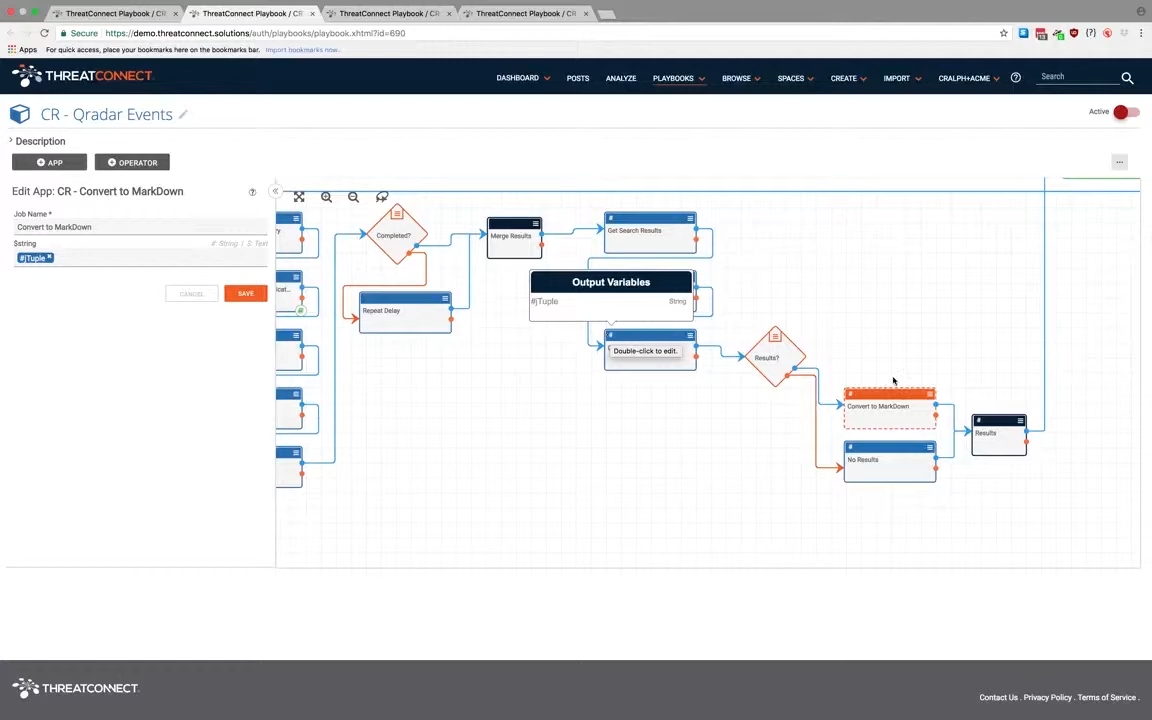 ThreatConnect Playbook / CR -
ThreatConnect Playbook / CR -
ThreatConnect Playbook / CR -
ThreatConnect Playbook / CR -
Secure https://demo.threatconnect.solutions/auth/playbooks/playbook.xhtml?id=690
Apps For quick access, place your bookmarks here on the bookmarks bar. Import bookmarks now...
THREATCONNECT
DASHBOARD POSTS ANALYZE PLAYBOOKS BROWSE SPACES CREATE IMPORT CRALPH+ACME Search
CR - Qradar Events
Active
Description
APP
OPERATOR
...
Edit App: CR - Convert to MarkDown
Job Name *
Convert to MarkDown
$string
#: String | $: Text
#jTuple
CANCEL
SAVE
Completed?
Merge Results
Get Search Results
Repeat Delay
Output Variables
#jTuple String
Double-click to edit.
Results?
Convert to MarkDown
Results
No Results
THREATCONNECT
Contact Us . Privacy Policy . Terms of Service .